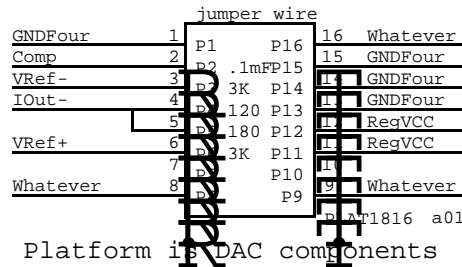 jumper wire
GNDFour 1 P1 P16 16 Whatever
Comp 2 P2 .1mF P15 15 GNDFour
VRef- 3 3K P14 GNDFour
IOut- 4 120 P13 GNDFour
5 180 P12 RegVCC
VRef+ 6 3K P11 RegVCC
7 P10
Whatever 8 P9 9 Whatever
PLAT1816 a01
Platform is DAC components